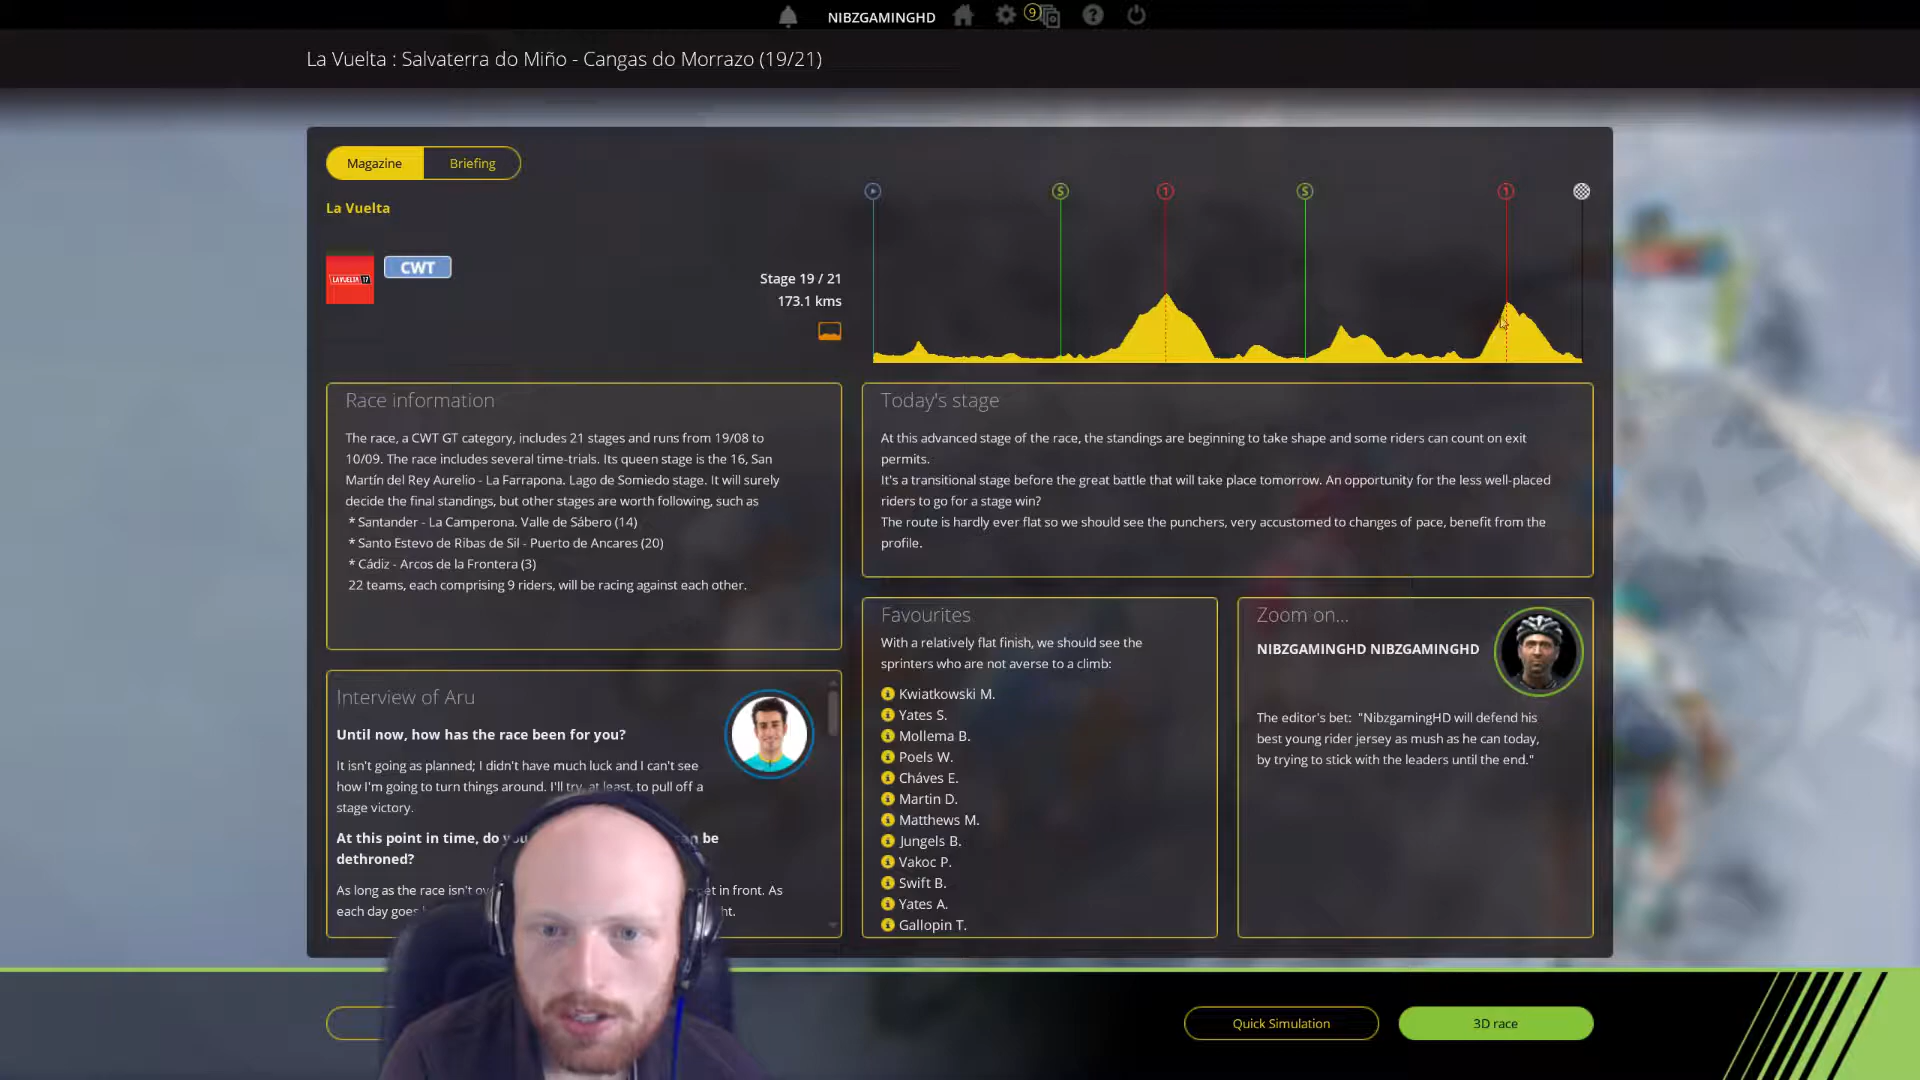 9
NIBZGAMINGHD
La Vuelta : Salvaterra do Miño - Cangas do Morrazo (19/21)
Magazine
Briefing
La Vuelta
LA VUELTA 17
CWT
Stage 19 / 21
173.1 kms
S
1
S
1
Race information
The race, a CWT GT category, includes 21 stages and runs from 19/08 to
10/09. The race includes several time-trials. Its queen stage is the 16, San
Martín del Rey Aurelio - La Farrapona. Lago de Somiedo stage. It will surely
decide the final standings, but other stages are worth following, such as
* Santander - La Camperona. Valle de Sábero (14)
* Santo Estevo de Ribas de Sil - Puerto de Ancares (20)
* Cádiz - Arcos de la Frontera (3)
22 teams, each comprising 9 riders, will be racing against each other.
Today's stage
At this advanced stage of the race, the standings are beginning to take shape and some riders can count on exit
permits.
It's a transitional stage before the great battle that will take place tomorrow. An opportunity for the less well-placed
riders to go for a stage win?
The route is hardly ever flat so we should see the punchers, very accustomed to changes of pace, benefit from the
profile.
Interview of Aru
Until now, how has the race been for you?
It isn't going as planned; I didn't have much luck and I can't see
how I'm going to turn things around. I'll try, at least, to pull off a
stage victory.
At this point in time, do you be
dethroned?
As long as the race isn't in front. As
each day goes
Favourites
With a relatively flat finish, we should see the
sprinters who are not averse to a climb:
Kwiatkowski M.
Yates S.
Mollema B.
Poels W.
Cháves E.
Martin D.
Matthews M.
Jungels B.
Vakoc P.
Swift B.
Yates A.
Gallopin T.
Zoom on...
NIBZGAMINGHD NIBZGAMINGHD
The editor's bet: "NibzgamingHD will defend his
best young rider jersey as mush as he can today,
by trying to stick with the leaders until the end."
Quick Simulation
3D race